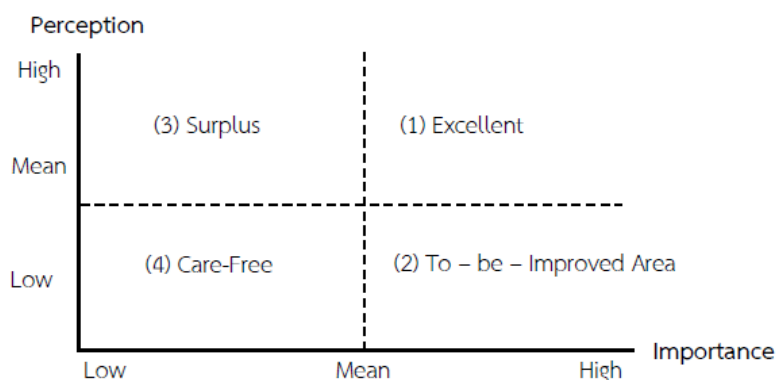 Perception
High
(3) Surplus
(1) Excellent
Mean
(4) Care-Free
(2) To – be – Improved Area
Low
Importance
Low
Mean
High